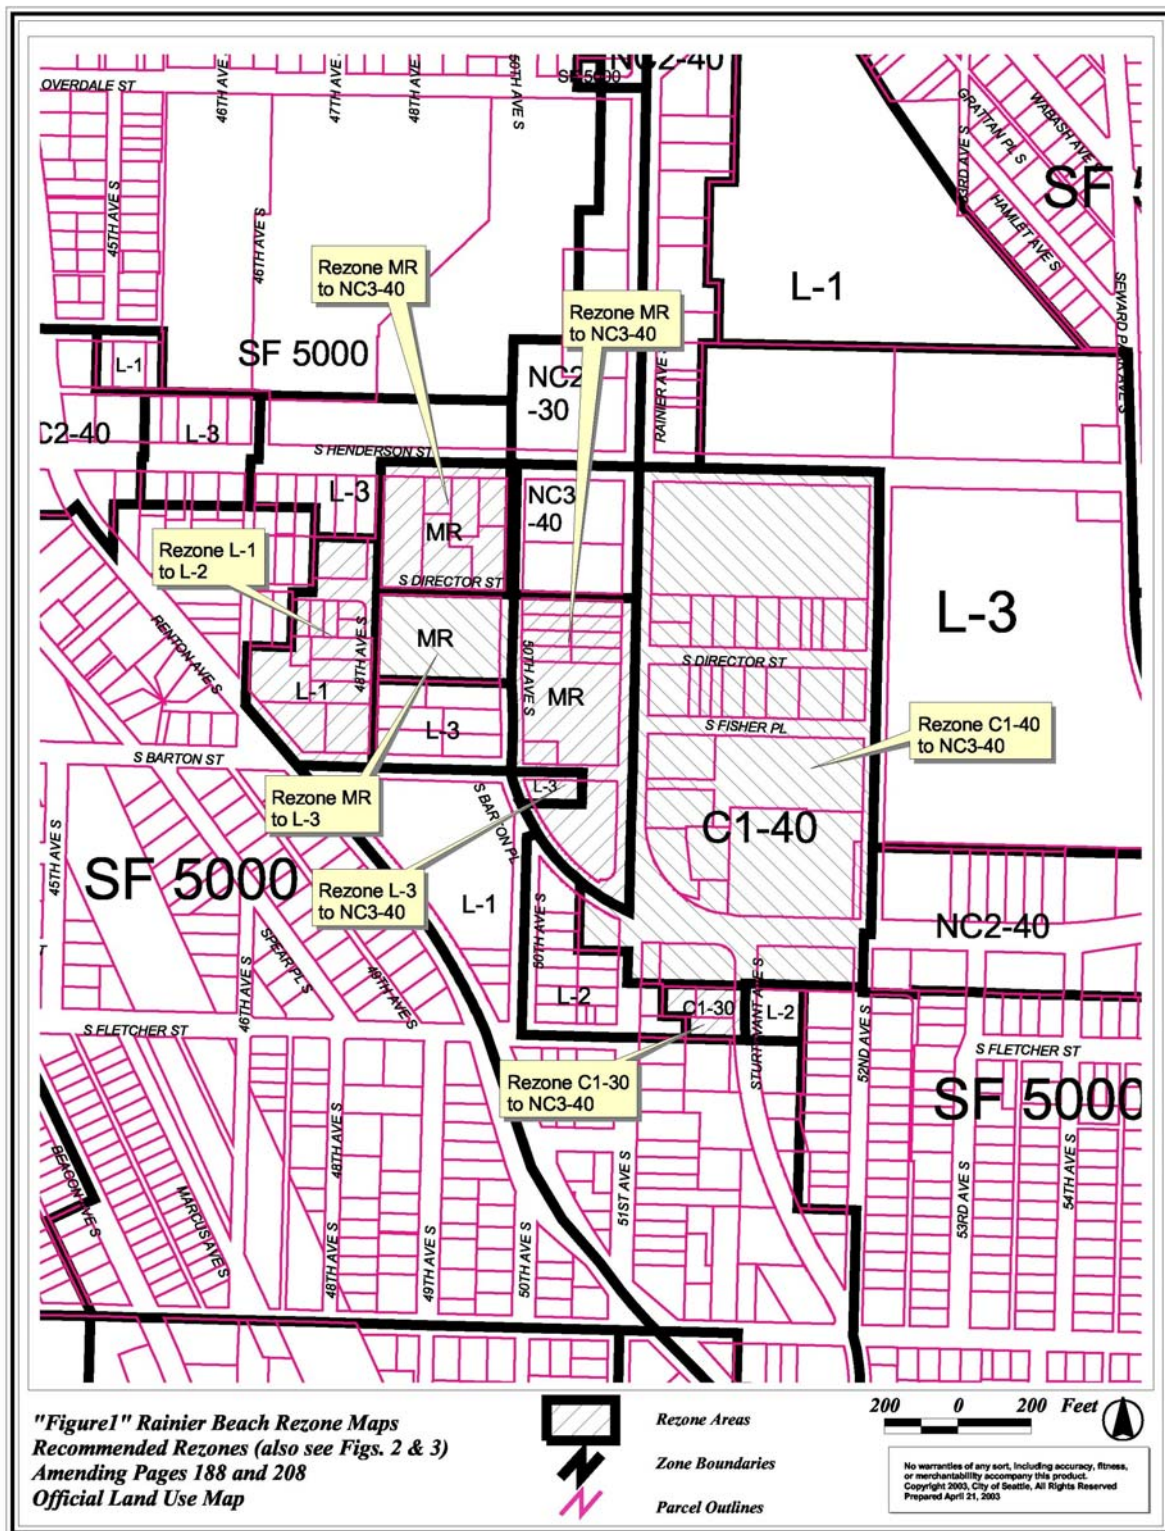 NC2-40
SF 5000
OVERDALE ST
46TH AVE
47TH AVE
48TH AVE
50TH AVE S
GRATTAN PL S
WABASH AVE
SF 5
53RD AVE S
HAMLET AVE S
45TH AVE S
46TH AVE S
Rezone MR
to NC3-40
L-1
SEWARD PARK AVE S
Rezone MR
to NC3-40
SF 5000
L-1
NC2
-30
RAINIER AVE
C2-40
L-3
S HENDERSON ST
L-3
NC3
-40
MR
Rezone L-1
to L-2
S DIRECTOR ST
L-3
RENTON AVE S
48TH AVE S
MR
50TH AVE S
S DIRECTOR ST
L-1
MR
L-3
S FISHER PL
Rezone C1-40
to NC3-40
S BARTON ST
L-3
Rezone MR
to L-3
S BARTON PL
C1-40
45TH AVE S
SF 5000
Rezone L-3
to NC3-40
L-1
50TH AVE S
NC2-40
SPEAR PL S
49TH AVE S
46TH AVE S
L-2
C1-30
STURTIVANT AVE S
L-2
52ND AVE S
S FLETCHER ST
S FLETCHER ST
Rezone C1-30
to NC3-40
SF 5000
48TH AVE S
BEACON AVE S
MARCUS AVE S
51ST AVE S
53RD AVE S
54TH AVE S
48TH AVE S
49TH AVE S
50TH AVE S
"Figure1" Rainier Beach Rezone Maps
Recommended Rezones (also see Figs. 2 & 3)
Amending Pages 188 and 208
Official Land Use Map
Rezone Areas
Zone Boundaries
Parcel Outlines
200 0 200 Feet
No warranties of any sort, including accuracy, fitness,
or merchantability accompany this product.
Copyright 2003, City of Seattle, All Rights Reserved
Prepared April 21, 2003